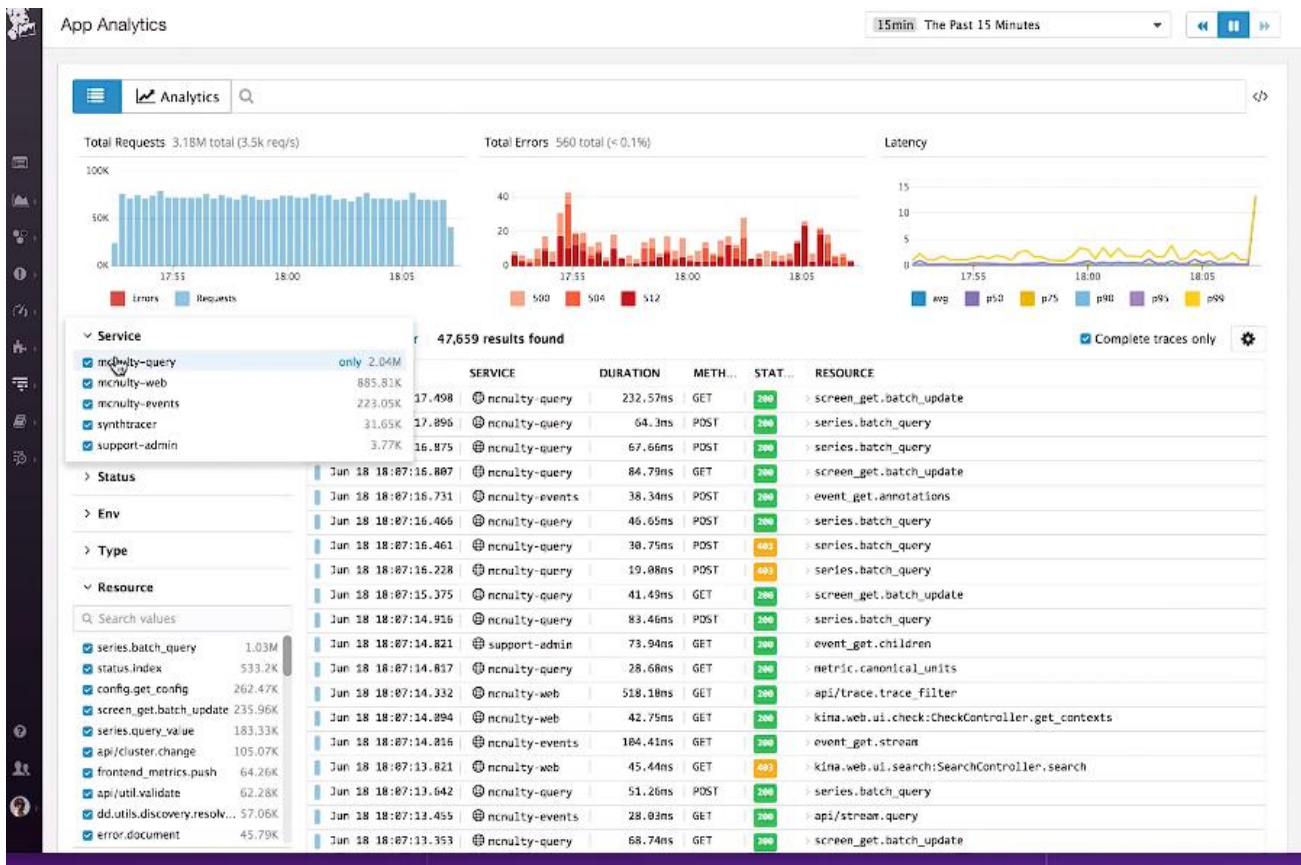 App Analytics
15min The Past 15 Minutes
Analytics
</>
Total Requests 3.18M total (3.5k req/s)
100K
50K
0K
17:55 18:00 18:05
Errors Requests
Total Errors 560 total (< 0.1%)
40
20
0
17:55 18:00 18:05
500 504 512
Latency
15
10
5
0
17:55 18:00 18:05
avg p50 p75 p90 p95 p99
Service
mcnulty-query only 2.04M
mcnulty-web 885.81K
mcnulty-events 223.05K
synthtracer 31.65K
support-admin 3.77K
Status
Env
Type
Resource
Search values
series.batch_query 1.03M
status.index 533.2K
config.get_config 262.47K
screen_get.batch_update 235.96K
series.query_value 183.33K
api/cluster.change 105.07K
frontend_metrics.push 64.26K
api/util.validate 62.28K
dd.utils.discovery.resolv... 57.06K
error.document 45.79K
47,659 results found
Complete traces only
SERVICE DURATION METH... STAT... RESOURCE
17.498 mcnulty-query 232.57ms GET 200 screen_get.batch_update
17.096 mcnulty-query 64.3ms POST 200 series.batch_query
16.875 mcnulty-query 67.66ms POST 200 series.batch_query
Jun 18 18:07:16.807 mcnulty-query 84.79ms GET 200 screen_get.batch_update
Jun 18 18:07:16.731 mcnulty-events 38.34ms POST 200 event_get.annotations
Jun 18 18:07:16.466 mcnulty-query 46.65ms POST 200 series.batch_query
Jun 18 18:07:16.461 mcnulty-query 30.75ms POST 403 series.batch_query
Jun 18 18:07:16.228 mcnulty-query 19.08ms POST 403 series.batch_query
Jun 18 18:07:15.375 mcnulty-query 41.49ms GET 200 screen_get.batch_update
Jun 18 18:07:14.916 mcnulty-query 83.46ms POST 200 series.batch_query
Jun 18 18:07:14.821 support-admin 73.94ms GET 200 event_get.children
Jun 18 18:07:14.817 mcnulty-query 28.68ms GET 200 metric.canonical_units
Jun 18 18:07:14.332 mcnulty-web 518.18ms GET 200 api/trace.trace_filter
Jun 18 18:07:14.094 mcnulty-web 42.75ms GET 200 kima.web.ui.check:CheckController.get_contexts
Jun 18 18:07:14.016 mcnulty-events 104.41ms GET 200 event_get.stream
Jun 18 18:07:13.821 mcnulty-web 45.44ms GET 403 kima.web.ui.search:SearchController.search
Jun 18 18:07:13.642 mcnulty-query 51.26ms POST 200 series.batch_query
Jun 18 18:07:13.455 mcnulty-events 28.03ms GET 200 api/stream.query
Jun 18 18:07:13.353 mcnulty-query 68.74ms GET 200 screen_get.batch_update